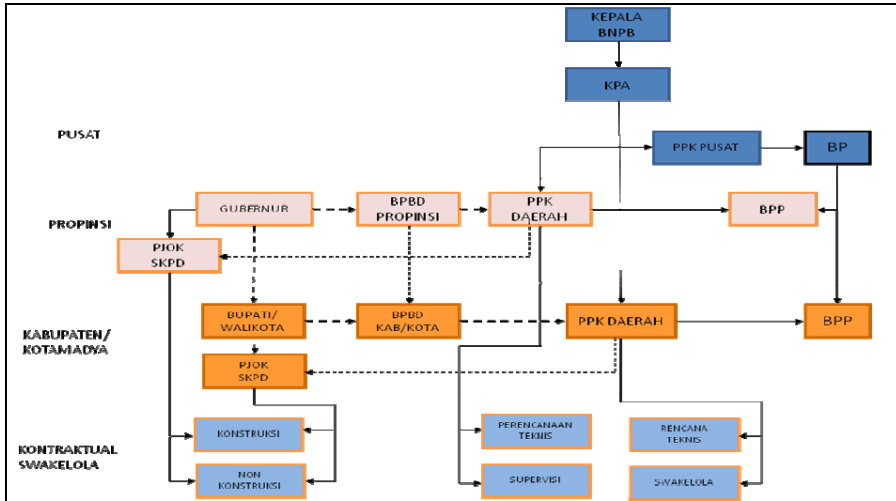 KEPALA
BNPB
KPA
PUSAT
PPK PUSAT
BP
PROPINSI
GUBERNUR
BPBD
PROPINSI
PPK
DAERAH
BPP
PJOK
SKPD
KABUPATEN/
KOTAMADYA
BUPATI/
WALIKOTA
BPBD
KAB/KOTA
PPK DAERAH
BPP
PJOK
SKPD
KONTRAKTUAL
SWAKELOLA
KONSTRUKSI
PERENCANAAN
TEKNIS
RENCANA
TEKNIS
NON
KONSTRUKSI
SUPERVISI
SWAKELOLA